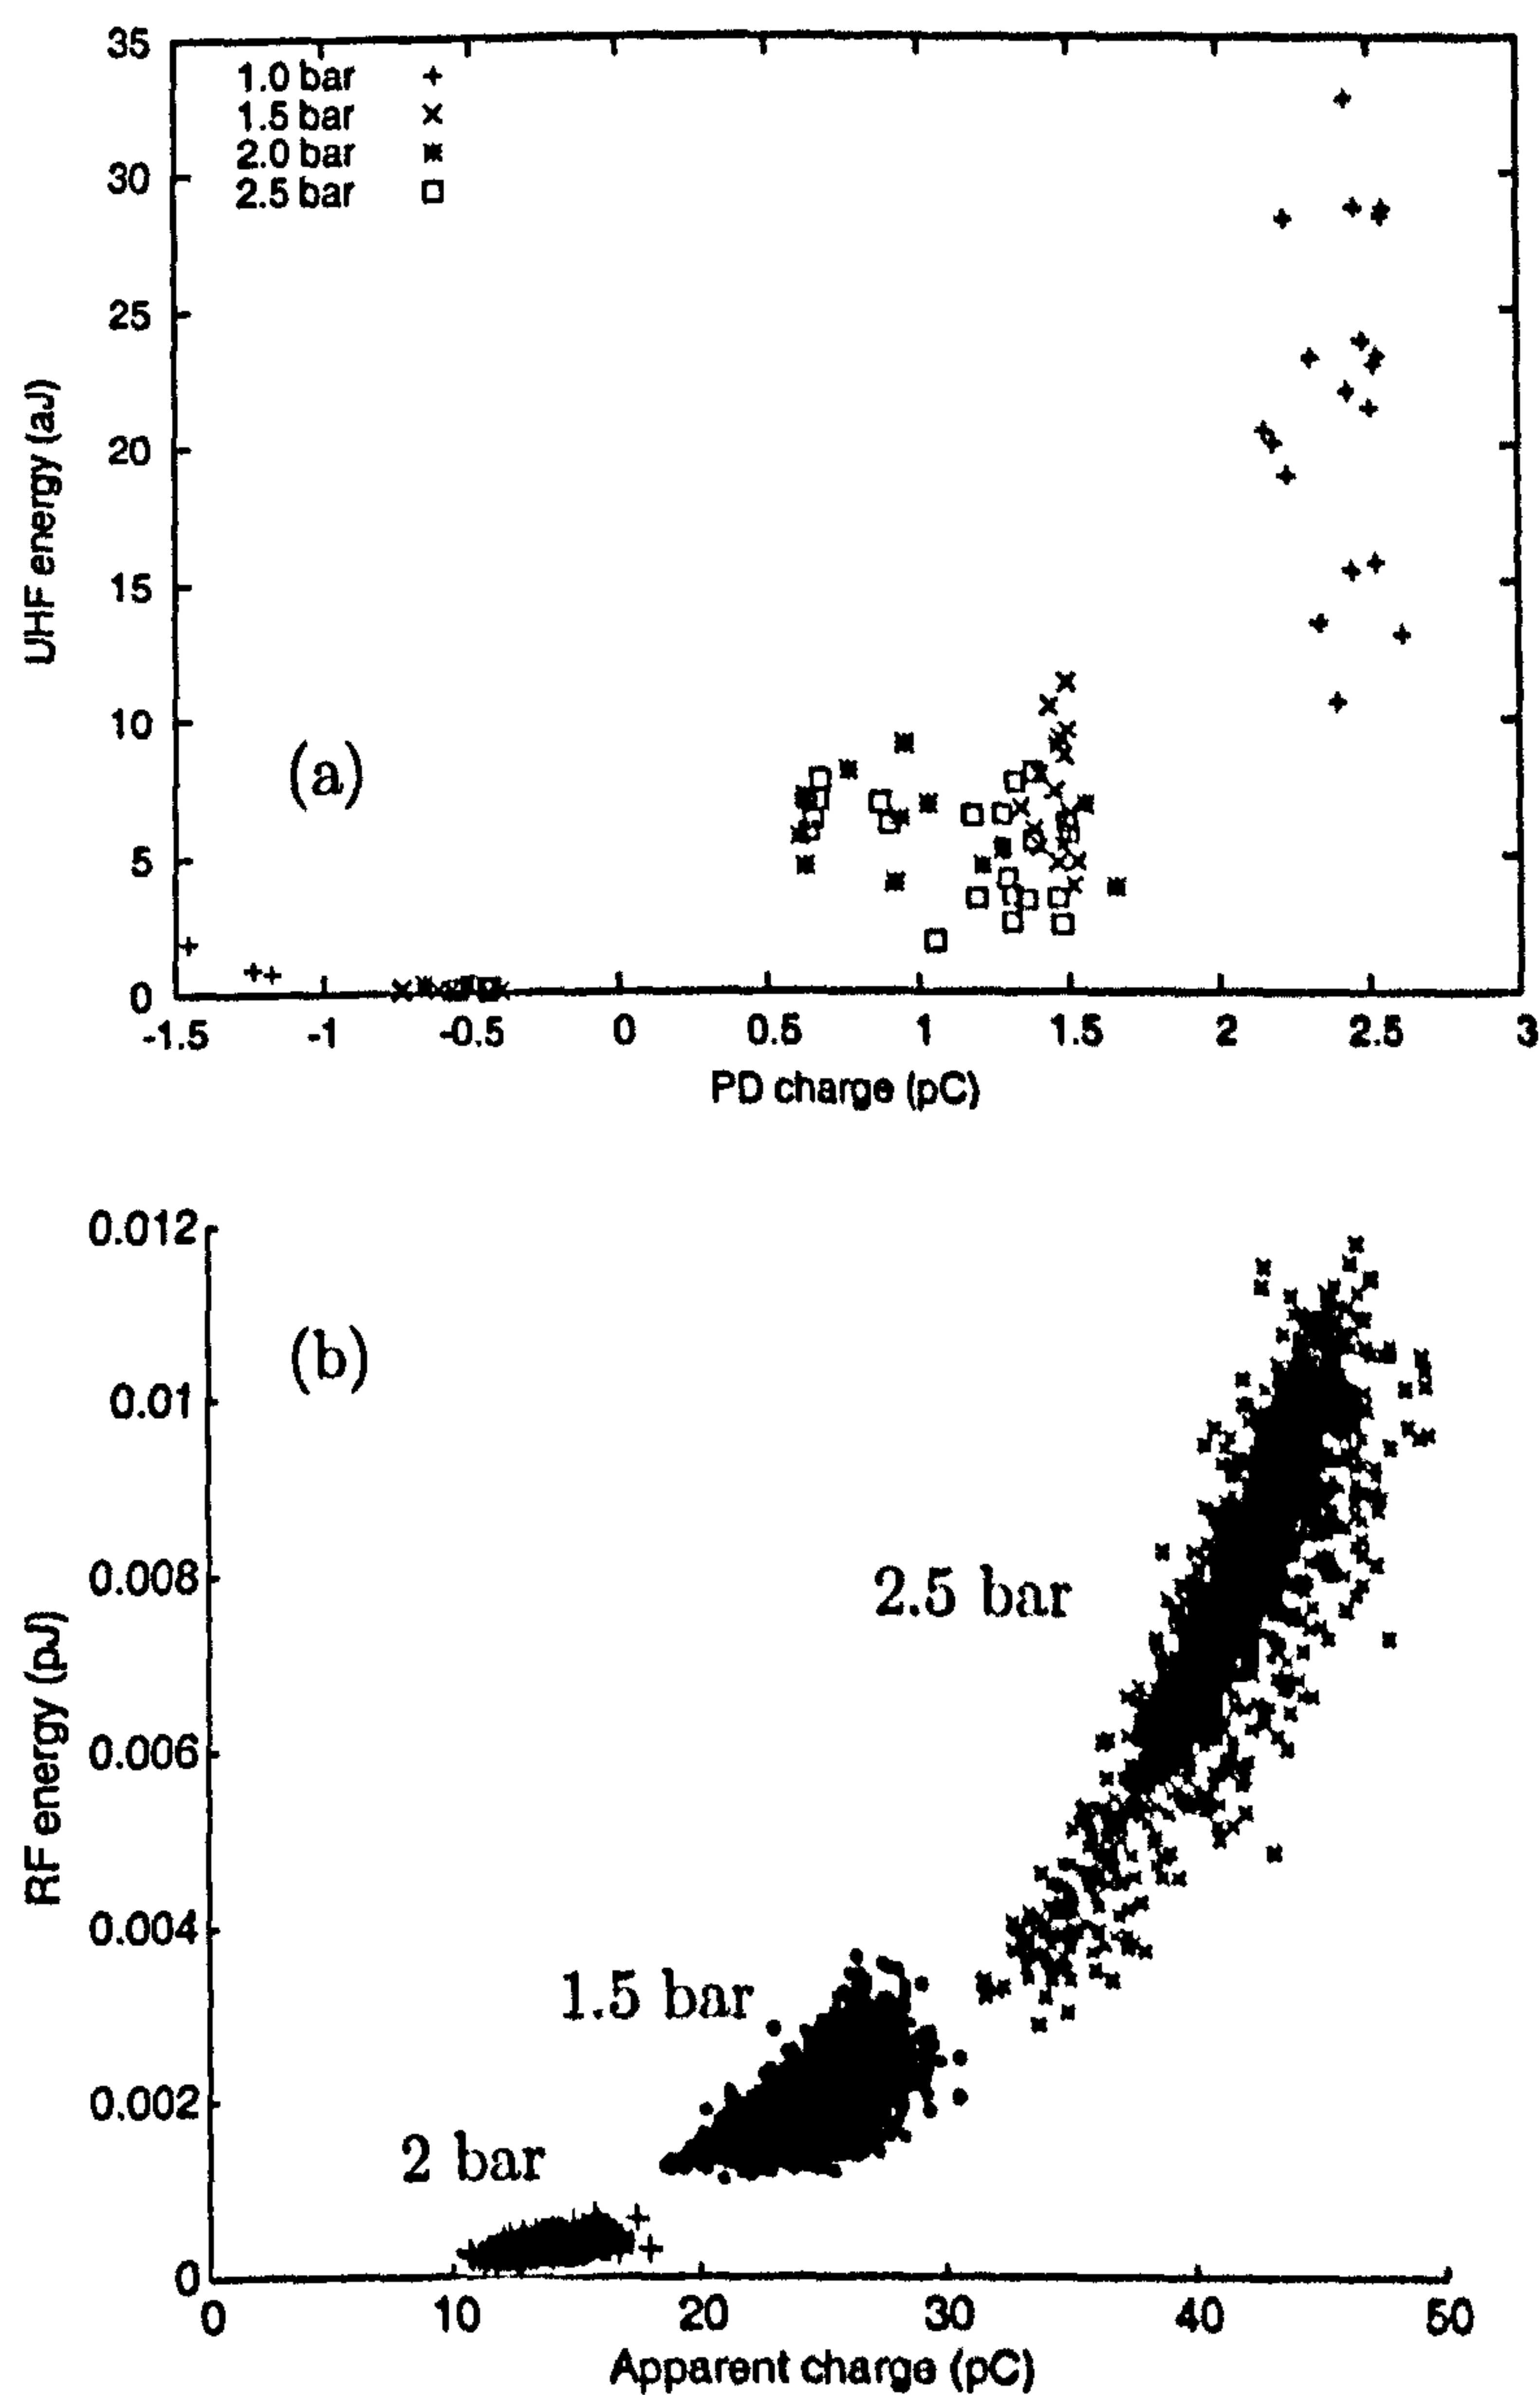 35
1.0 bar
1.5 bar
2.0 bar
2.5 bar
30
25
20
15
10
5
0
UHF energy (aJ)
(a)
-1.5 -1 -0.5 0 0.5 1 1.5 2 2.5 3
PD charge (pC)
0.012
(b)
0.01
0.008
2.5 bar
0.006
RF energy (pJ)
0.004
1.5 bar
0.002
2 bar
0
0 10 20 30 40 50
Apparent charge (pC)